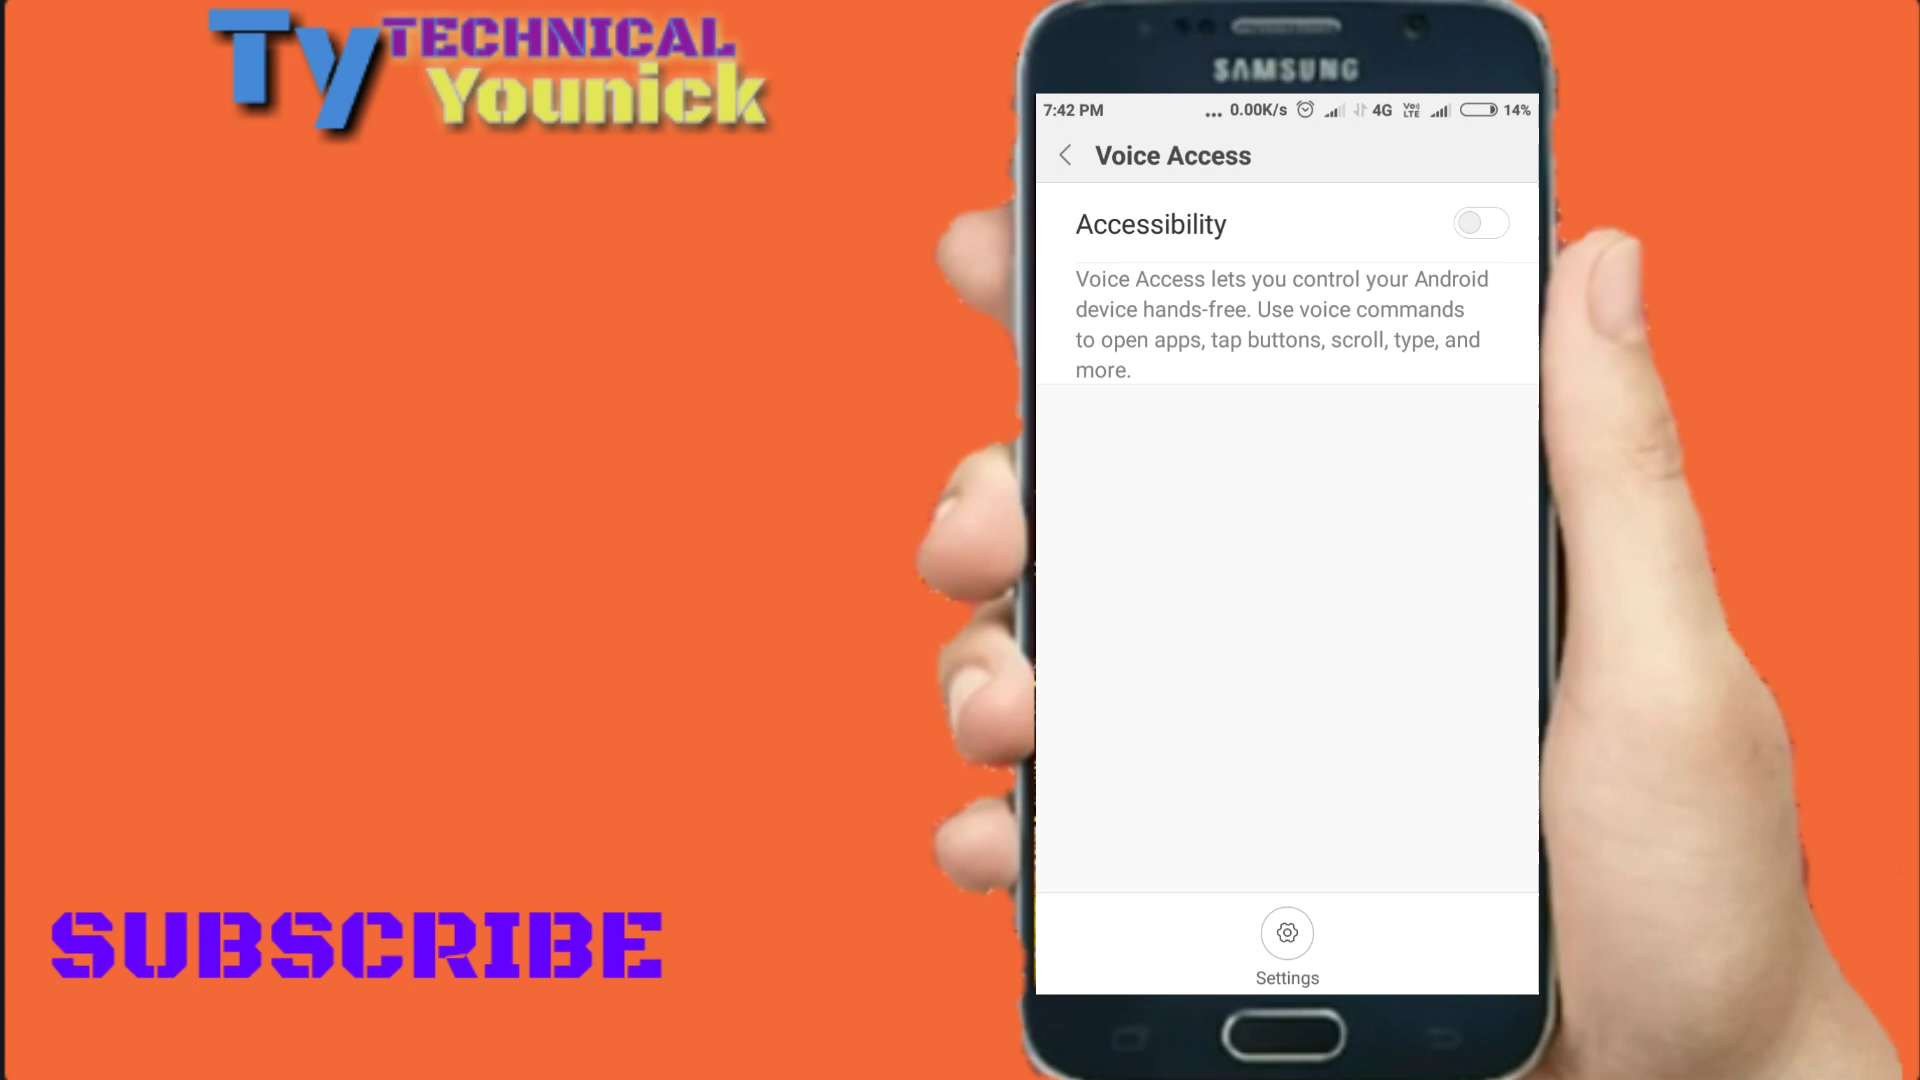 Ty TECHNICAL
Younick
SAMSUNG
7:42 PM ... 0.00K/s 4G Vo) LTE 14%
Voice Access
Accessibility
Voice Access lets you control your Android
device hands-free. Use voice commands
to open apps, tap buttons, scroll, type, and
more.
SUBSCRIBE
Settings